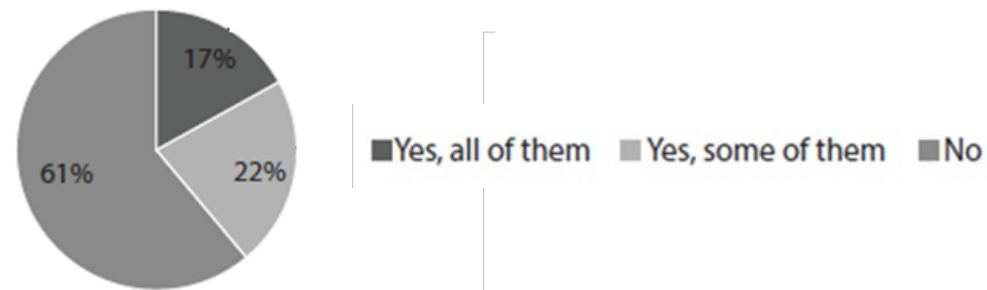 17%
22%
61%
Yes, all of them Yes, some of them No